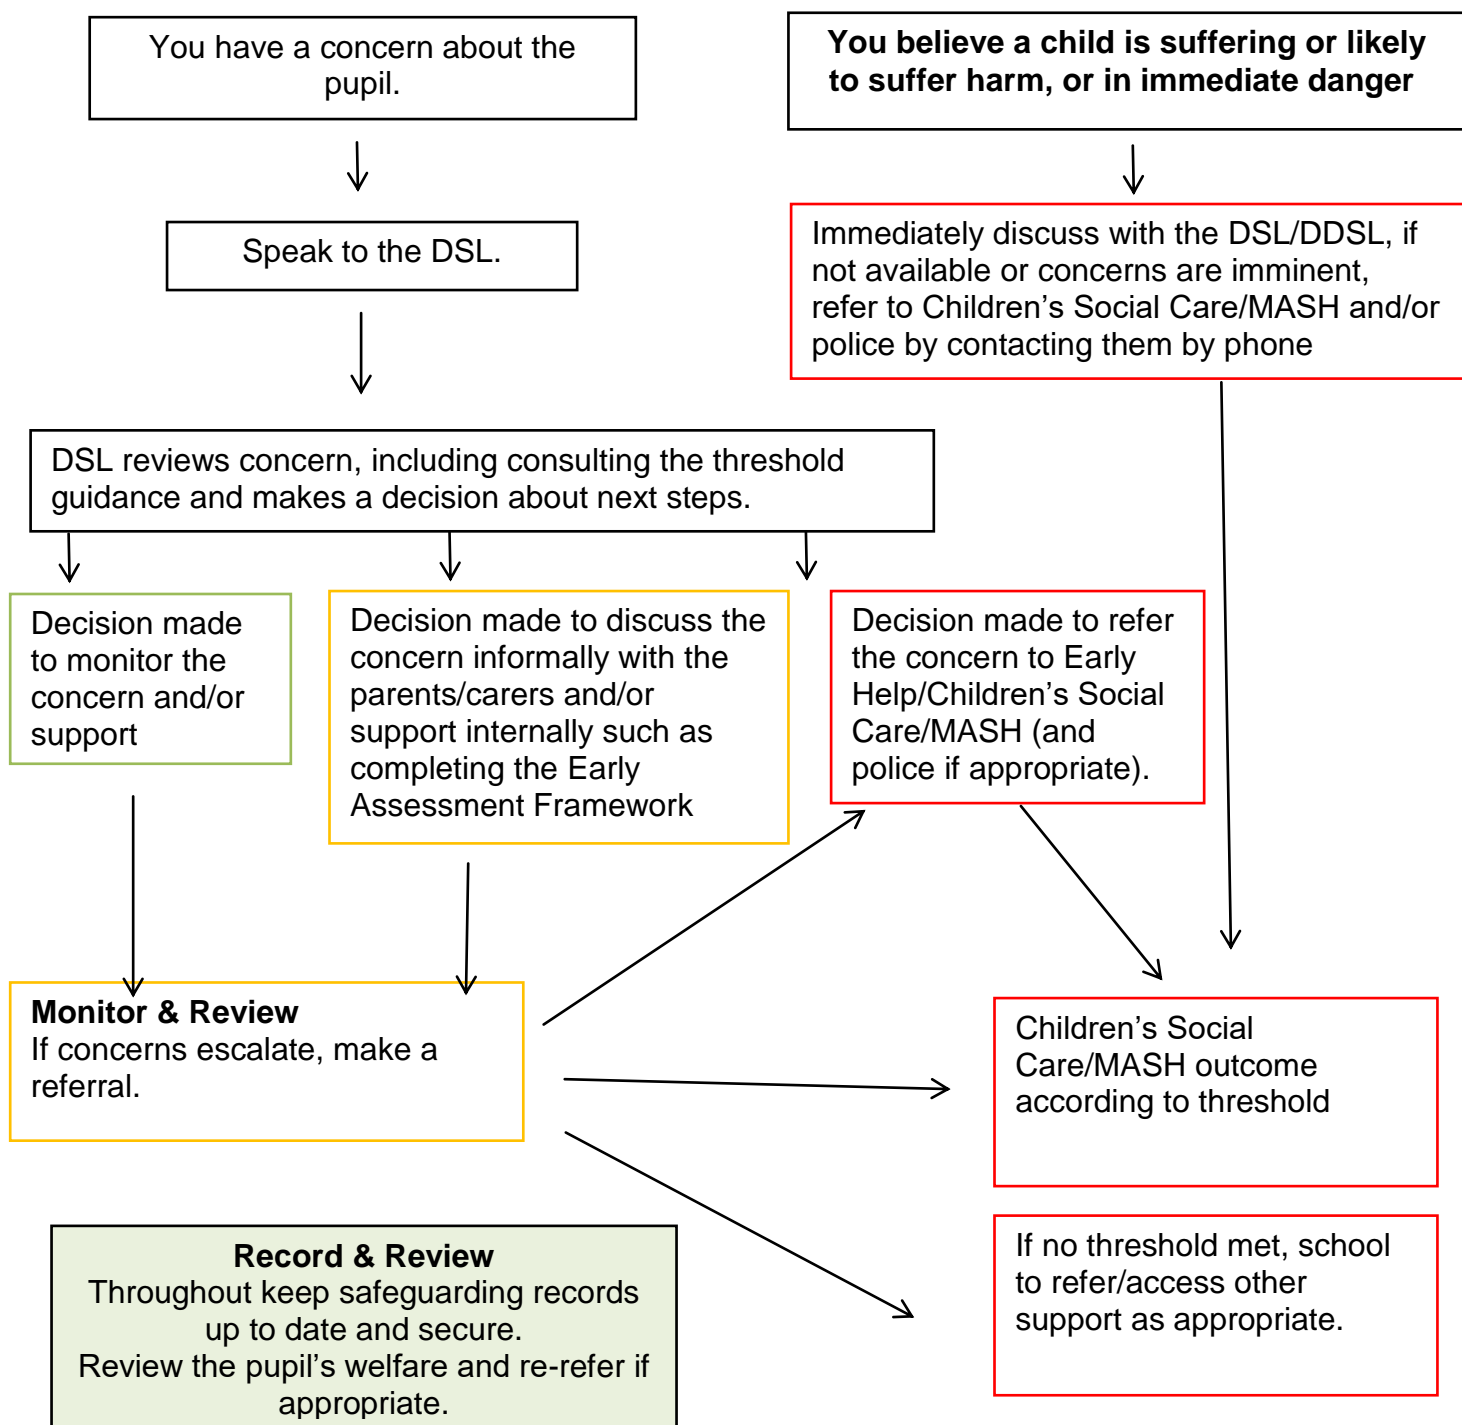 You have a concern about the
pupil.
You believe a child is suffering or likely
to suffer harm, or in immediate danger
Speak to the DSL.
Immediately discuss with the DSL/DDSL, if
not available or concerns are imminent,
refer to Children’s Social Care/MASH and/or
police by contacting them by phone
DSL reviews concern, including consulting the threshold
guidance and makes a decision about next steps.
Decision made
to monitor the
concern and/or
support
Decision made to discuss the
concern informally with the
parents/carers and/or
support internally such as
completing the Early
Assessment Framework
Decision made to refer
the concern to Early
Help/Children’s Social
Care/MASH (and
police if appropriate).
Monitor & Review
If concerns escalate, make a
referral.
Children’s Social
Care/MASH outcome
according to threshold
If no threshold met, school
to refer/access other
support as appropriate.
Record & Review
Throughout keep safeguarding records
up to date and secure.
Review the pupil’s welfare and re-refer if
appropriate.